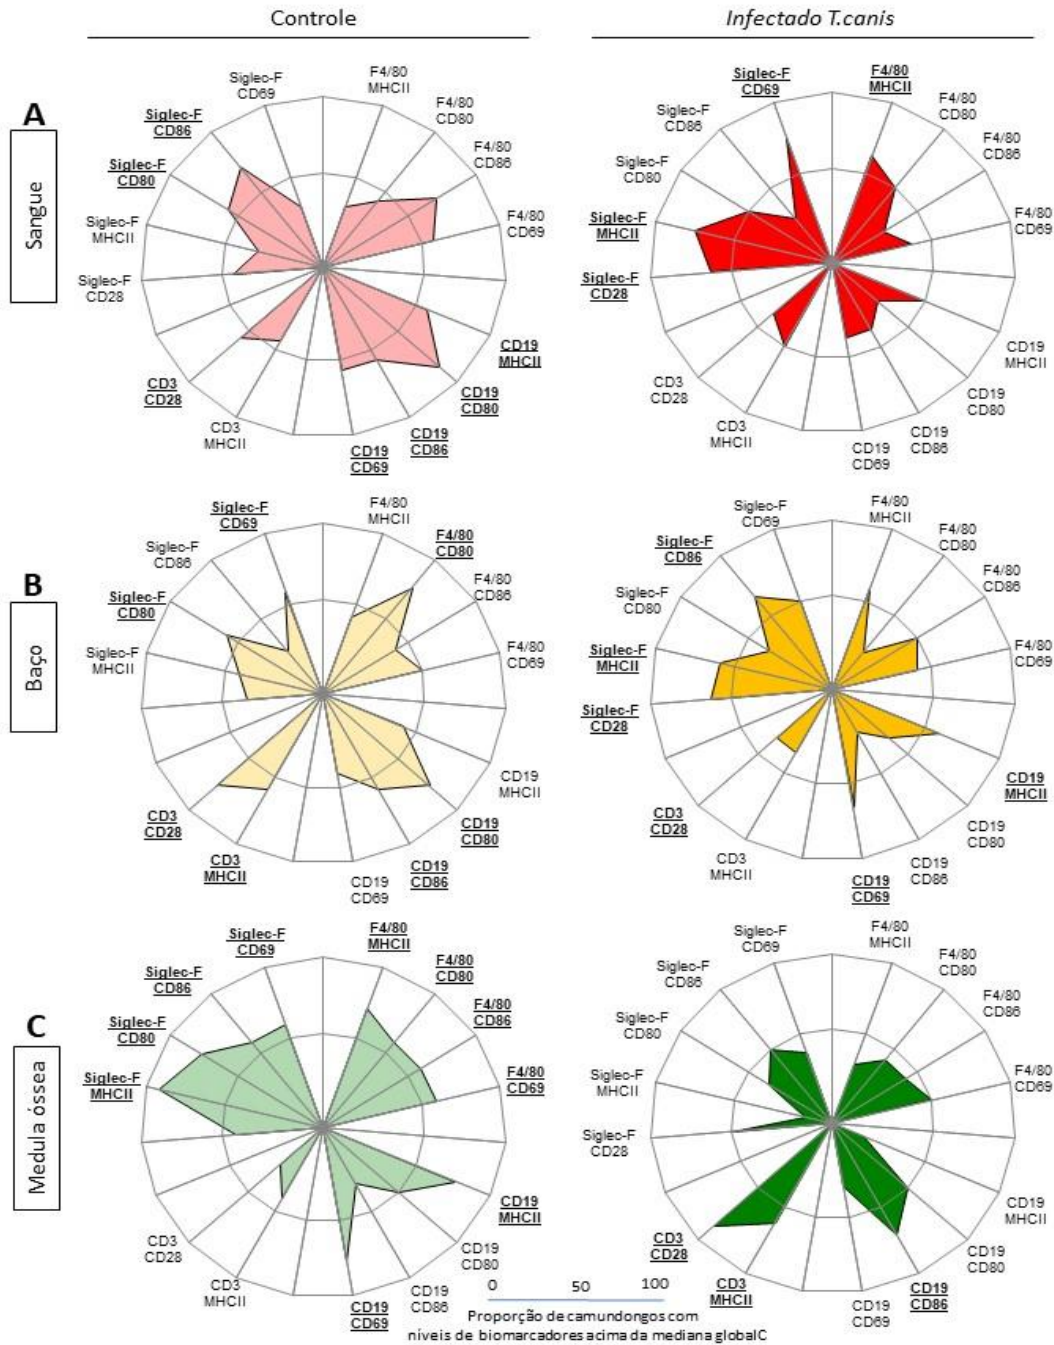 Controle
Infectado T.canis
A
Sangue
F4/80
MHCII
F4/80
CD80
F4/80
CD86
F4/80
CD69
CD19
MHCII
CD19
CD80
CD19
CD86
CD19
CD69
CD3
MHCII
CD3
CD28
Siglec-F
CD28
Siglec-F
MHCII
Siglec-F
CD80
Siglec-F
CD86
Siglec-F
CD69
F4/80
MHCII
F4/80
CD80
F4/80
CD86
F4/80
CD69
CD19
MHCII
CD19
CD80
CD19
CD86
CD19
CD69
CD3
MHCII
CD3
CD28
Siglec-F
CD28
Siglec-F
MHCII
Siglec-F
CD80
Siglec-F
CD86
Siglec-F
CD69
B
Baço
F4/80
MHCII
F4/80
CD80
F4/80
CD86
F4/80
CD69
CD19
MHCII
CD19
CD80
CD19
CD86
CD19
CD69
CD3
MHCII
CD3
CD28
Siglec-F
MHCII
Siglec-F
CD80
Siglec-F
CD86
Siglec-F
CD69
F4/80
MHCII
F4/80
CD80
F4/80
CD86
F4/80
CD69
CD19
MHCII
CD19
CD80
CD19
CD86
CD19
CD69
CD3
MHCII
CD3
CD28
Siglec-F
CD28
Siglec-F
MHCII
Siglec-F
CD80
Siglec-F
CD86
Siglec-F
CD69
C
Medula óssea
F4/80
MHCII
F4/80
CD80
F4/80
CD86
F4/80
CD69
CD19
MHCII
CD19
CD80
CD19
CD86
CD19
CD69
CD3
MHCII
CD3
CD28
Siglec-F
MHCII
Siglec-F
CD80
Siglec-F
CD86
Siglec-F
CD69
F4/80
MHCII
F4/80
CD80
F4/80
CD86
F4/80
CD69
CD19
MHCII
CD19
CD80
CD19
CD86
CD19
CD69
CD3
MHCII
CD3
CD28
Siglec-F
CD28
Siglec-F
MHCII
Siglec-F
CD80
Siglec-F
CD86
Siglec-F
CD69
0 50 100
Proporção de camundongos com
níveis de biomarcadores acima da mediana globalC